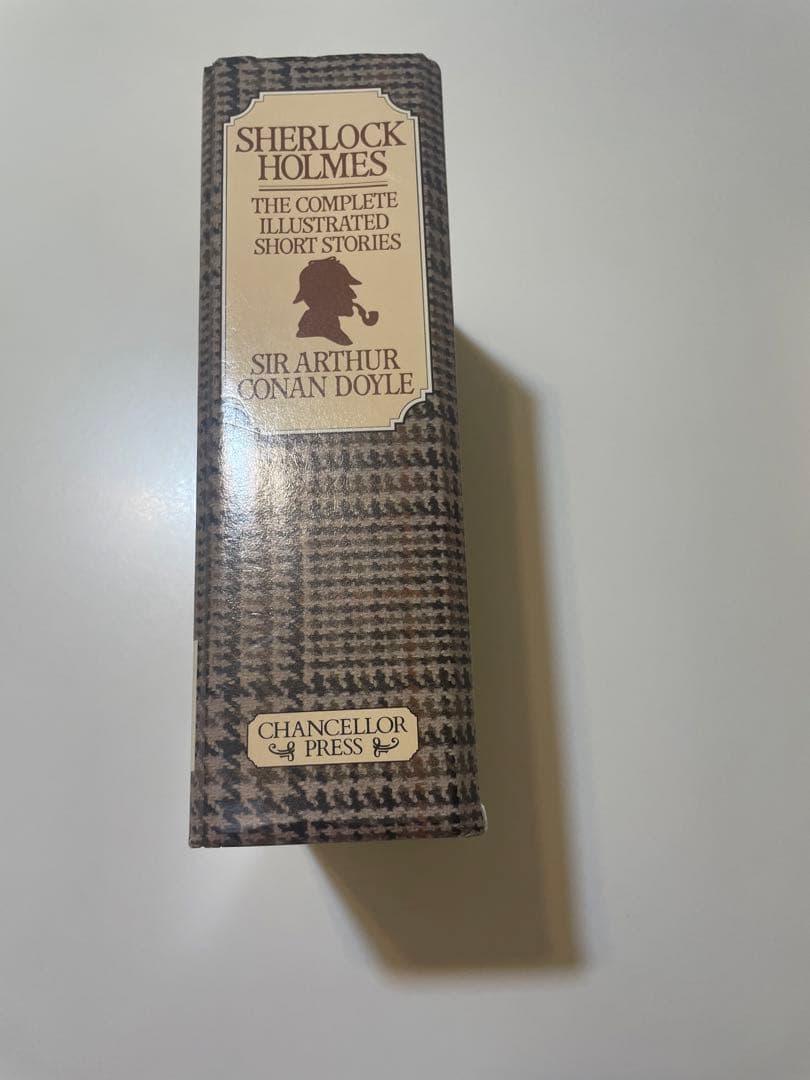 SHERLOCK
HOLMES
THE COMPLETE
ILLUSTRATED
SHORT STORIES
SIR ARTHUR
CONAN DOYLE
CHANCELLOR
PRESS